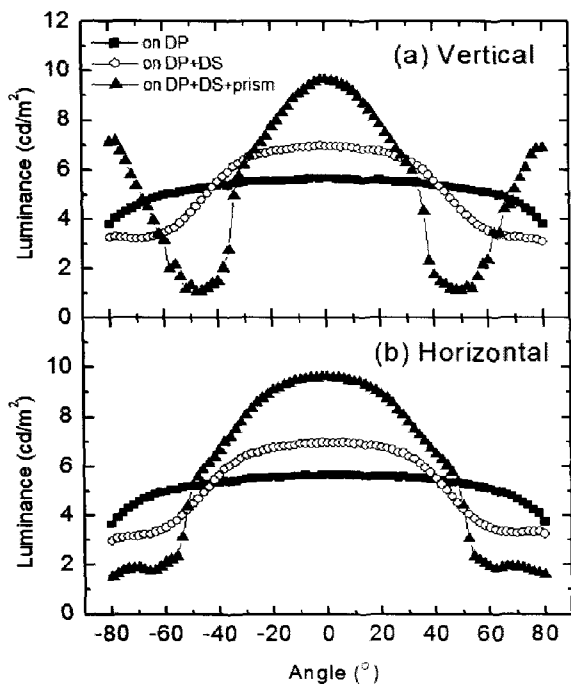 12
10
8
6
4
2
0
Luminance (cd/m²)
on DP
on DP+DS
on DP+DS+prism
(a) Vertical
10
8
6
4
2
0
Luminance (cd/m²)
(b) Horizontal
-80 -60 -40 -20 0 20 40 60 80
Angle (°)